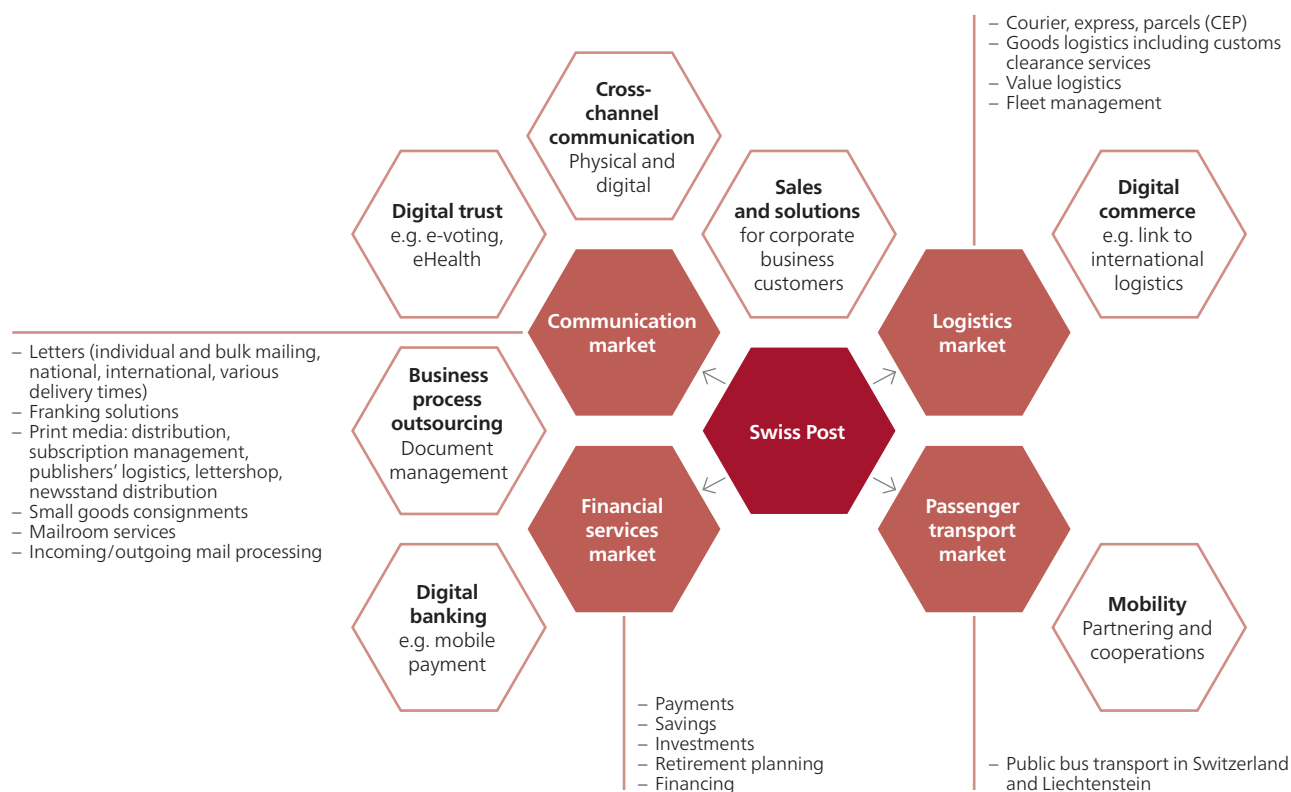 – Courier, express, parcels (CEP)
– Goods logistics including customs
clearance services
– Value logistics
– Fleet management
Cross-
channel
communication
Physical and
digital
Digital trust
e.g. e-voting,
eHealth
Sales
and solutions
for corporate
business
customers
Digital
commerce
e.g. link to
international
logistics
Communication
market
Logistics
market
– Letters (individual and bulk mailing,
national, international, various
delivery times)
– Franking solutions
– Print media: distribution,
subscription management,
publishers’ logistics, lettershop,
newsstand distribution
– Small goods consignments
– Mailroom services
– Incoming/outgoing mail processing
Business
process
outsourcing
Document
management
Swiss Post
Financial
services
market
Passenger
transport
market
Digital
banking
e.g. mobile
payment
Mobility
Partnering and
cooperations
– Payments
– Savings
– Investments
– Retirement planning
– Financing
– Public bus transport in Switzerland
and Liechtenstein